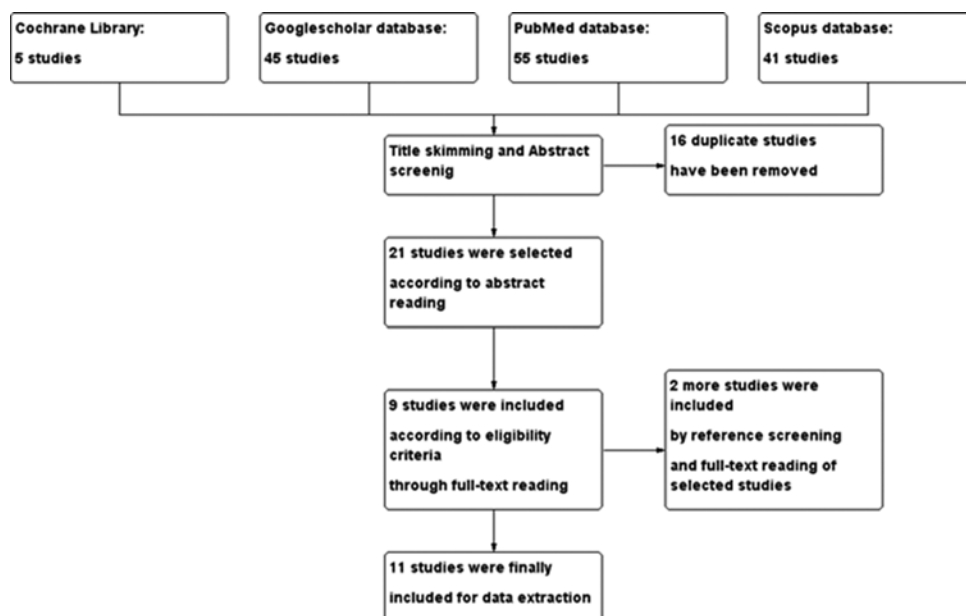 Cochrane Library:
5 studies
Googlescholar database:
45 studies
PubMed database:
55 studies
Scopus database:
41 studies
Title skimming and Abstract
screenig
16 duplicate studies
have been removed
21 studies were selected
according to abstract
reading
9 studies were included
according to eligibility
criteria
through full-text reading
2 more studies were
included
by reference screening
and full-text reading of
selected studies
11 studies were finally
included for data extraction